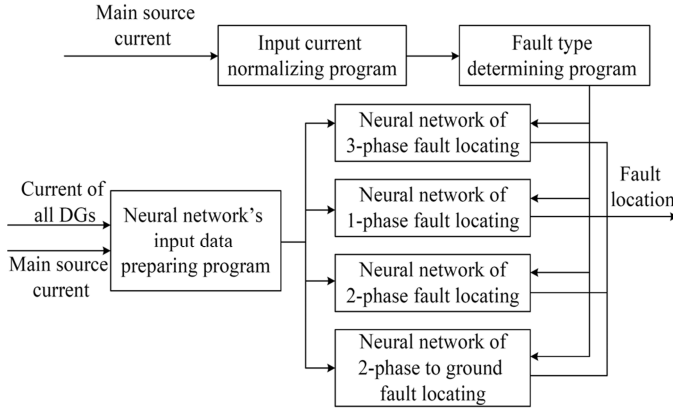 Main source
current
Input current
normalizing program
Fault type
determining program
Neural network of
3-phase fault locating
Fault
location
Current of
all DGs
Main source
current
Neural network's
input data
preparing program
Neural network of
1-phase fault locating
Neural network of
2-phase fault locating
Neural network of
2-phase to ground
fault locating